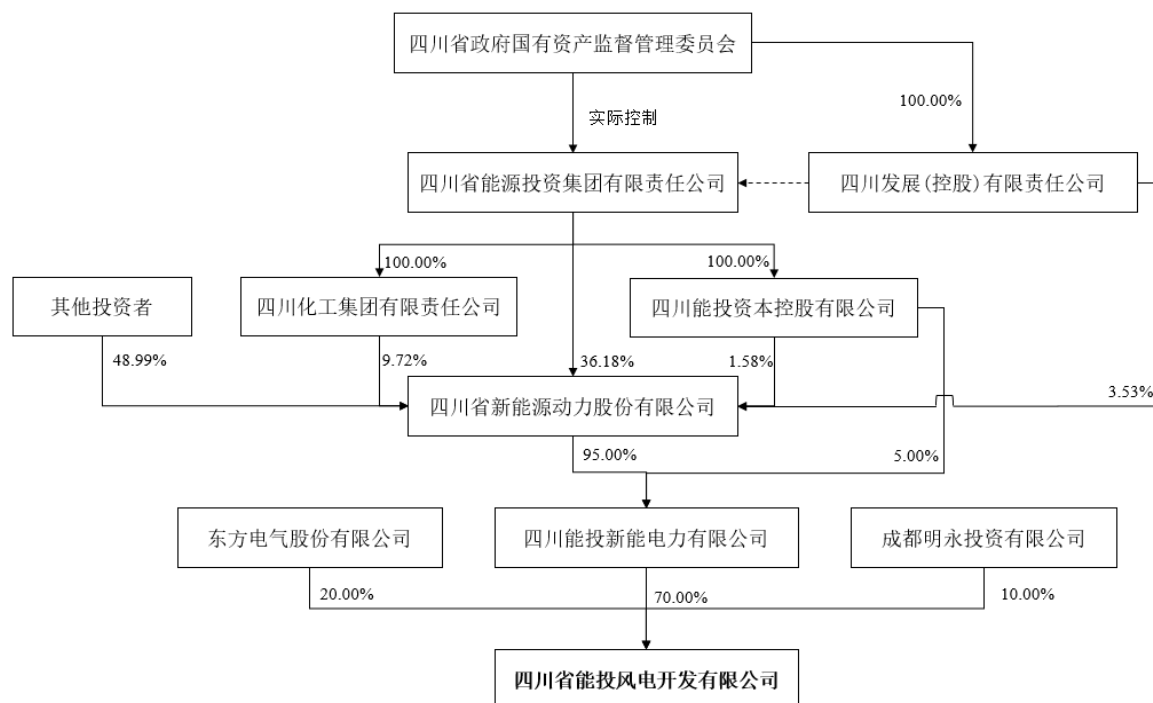 四川省政府国有资产监督管理委员会
100.00%
实际控制
四川省能源投资集团有限责任公司
四川发展(控股)有限责任公司
100.00%
100.00%
其他投资者
四川化工集团有限责任公司
四川能投资本控股有限公司
48.99%
9.72%
36.18%
1.58%
3.53%
四川省新能源动力股份有限公司
95.00%
5.00%
东方电气股份有限公司
四川能投新能电力有限公司
成都明永投资有限公司
20.00%
70.00%
10.00%
四川省能投风电开发有限公司